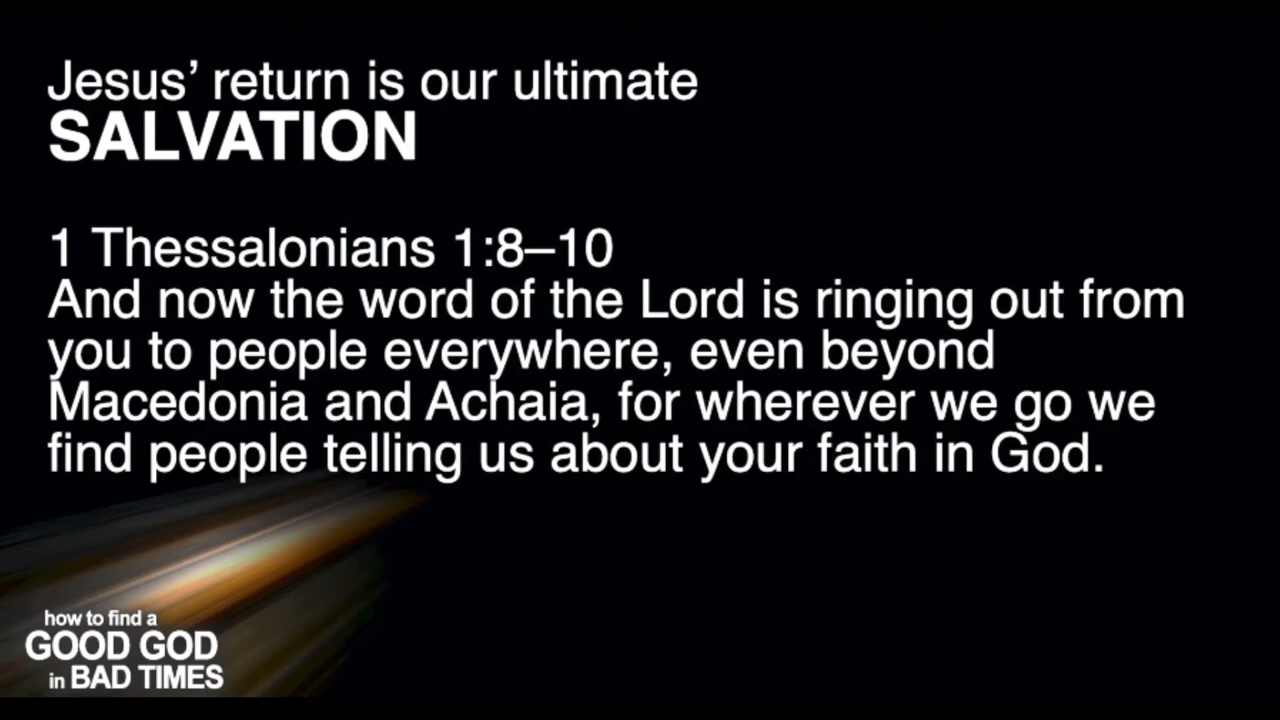 Jesus’ return is our ultimate
SALVATION
1 Thessalonians 1:8–10
And now the word of the Lord is ringing out from
you to people everywhere, even beyond
Macedonia and Achaia, for wherever we go we
find people telling us about your faith in God.
how to find a
GOOD GOD
in BAD TIMES